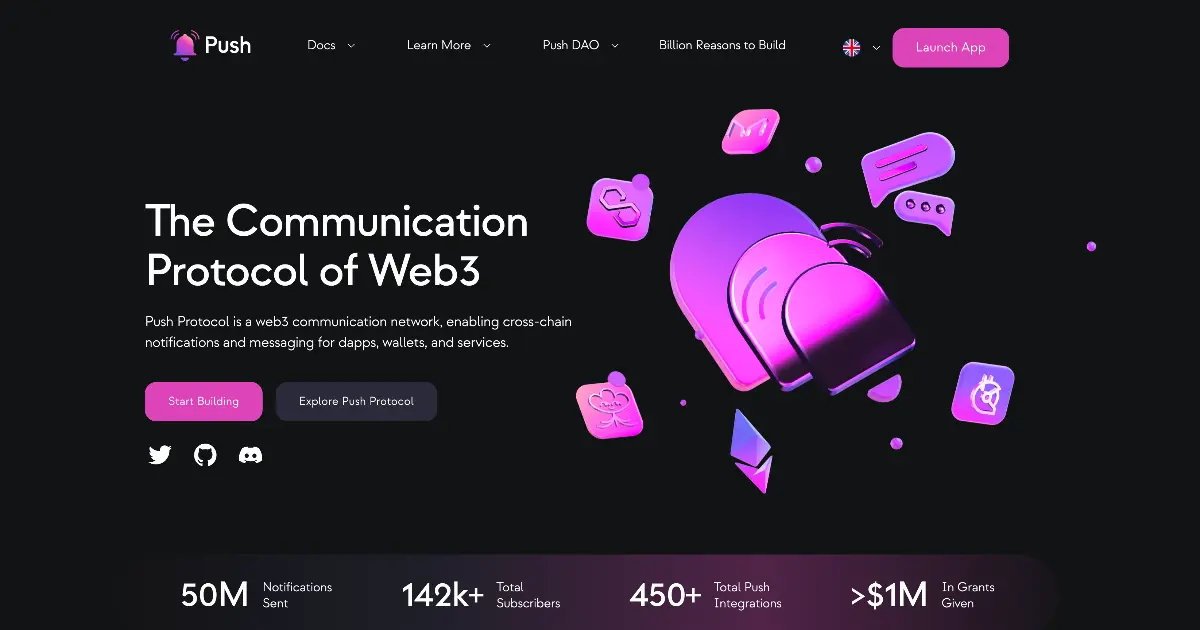 Push
Docs
Learn More
Push DAO
Billion Reasons to Build
Launch App
The Communication
Protocol of Web3
Push Protocol is a web3 communication network, enabling cross-chain
notifications and messaging for dapps, wallets, and services.
Start Building
Explore Push Protocol
50M
Notifications
Sent
142k+
Total
Subscribers
450+
Total Push
Integrations
>$1M
In Grants
Given